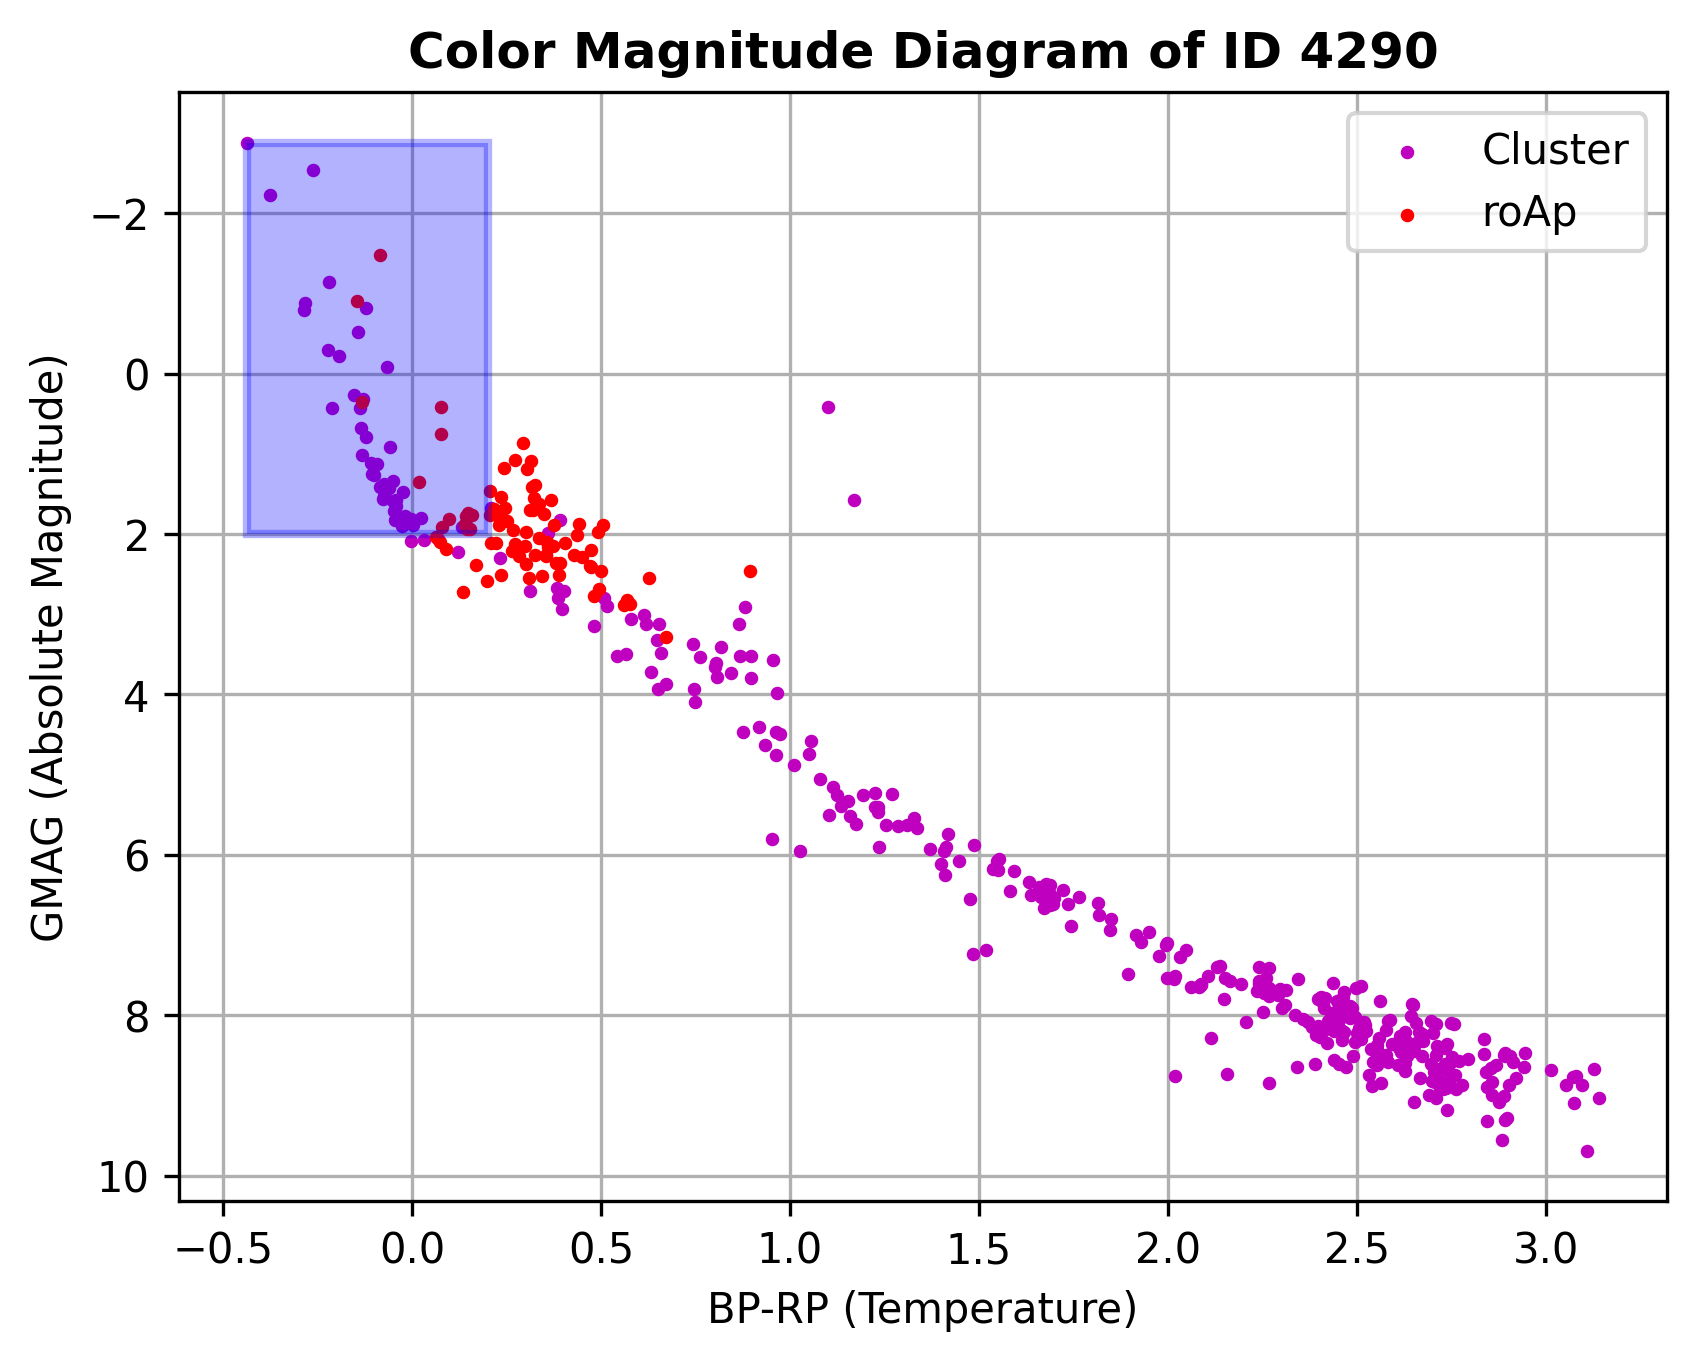 Color Magnitude Diagram of ID 4290
Cluster
roAp
−2
0
2
4
6
8
10
GMAG (Absolute Magnitude)
−0.5 0.0 0.5 1.0 1.5 2.0 2.5 3.0
BP-RP (Temperature)